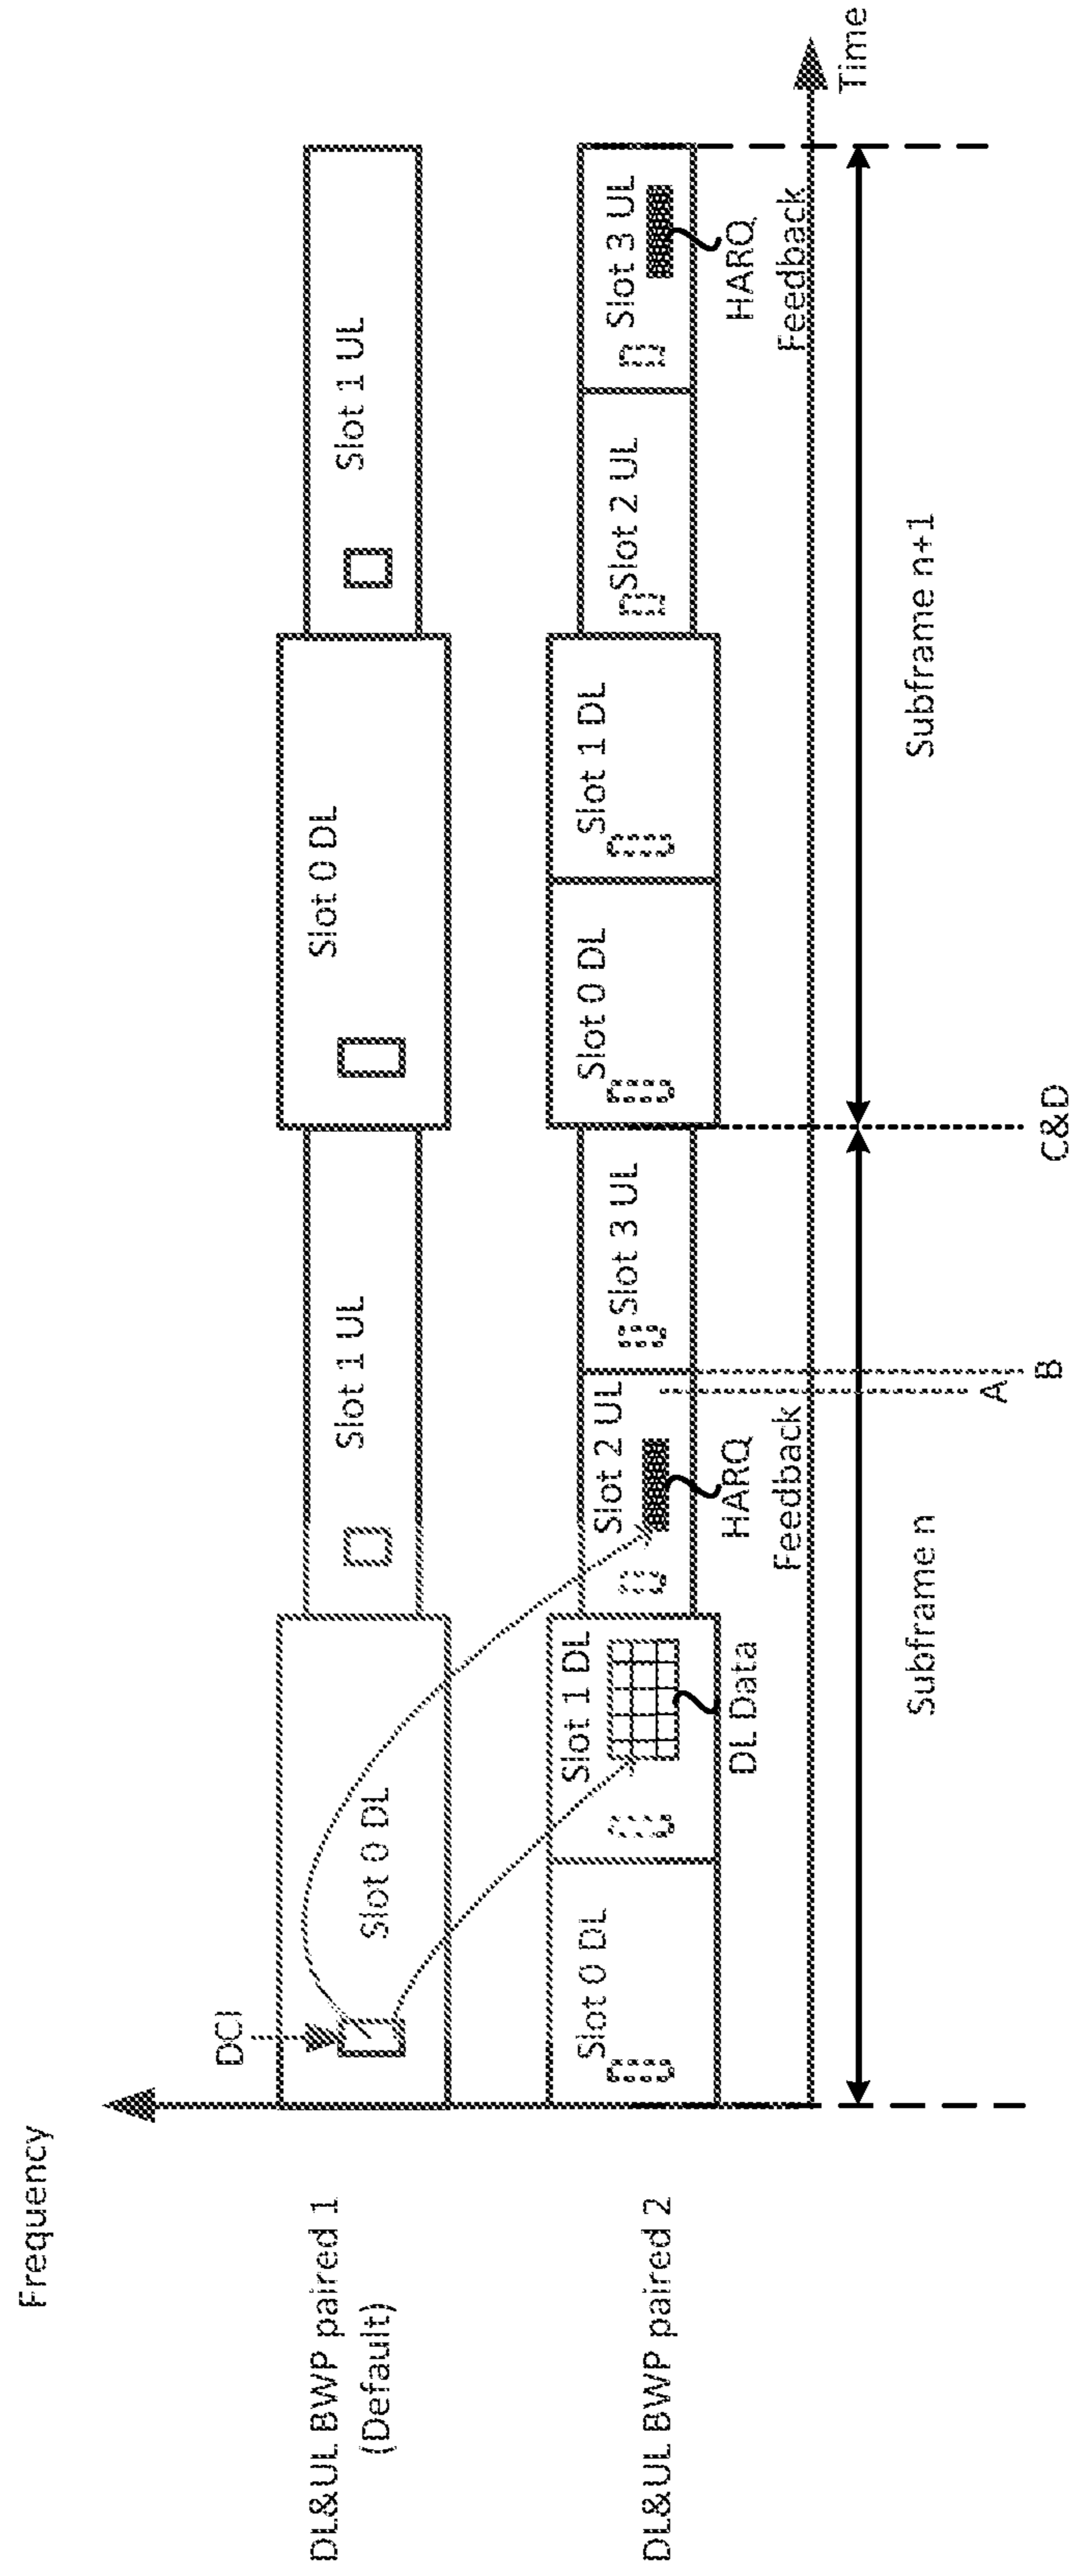 Frequency
DCI
DL&UL BWP paired 1
(Default)
Slot 0 DL
Slot 1 UL
Slot 0 DL
Slot 1 UL
DL&UL BWP paired 2
Slot 0 DL
Slot 1 DL
Slot 2 UL
Slot 3 UL
Slot 0 DL
Slot 1 DL
Slot 2 UL
Slot 3 UL
DL Data
HARQ
Feedback
HARQ
Feedback
Time
Subframe n
Subframe n+1
A
B
C&D